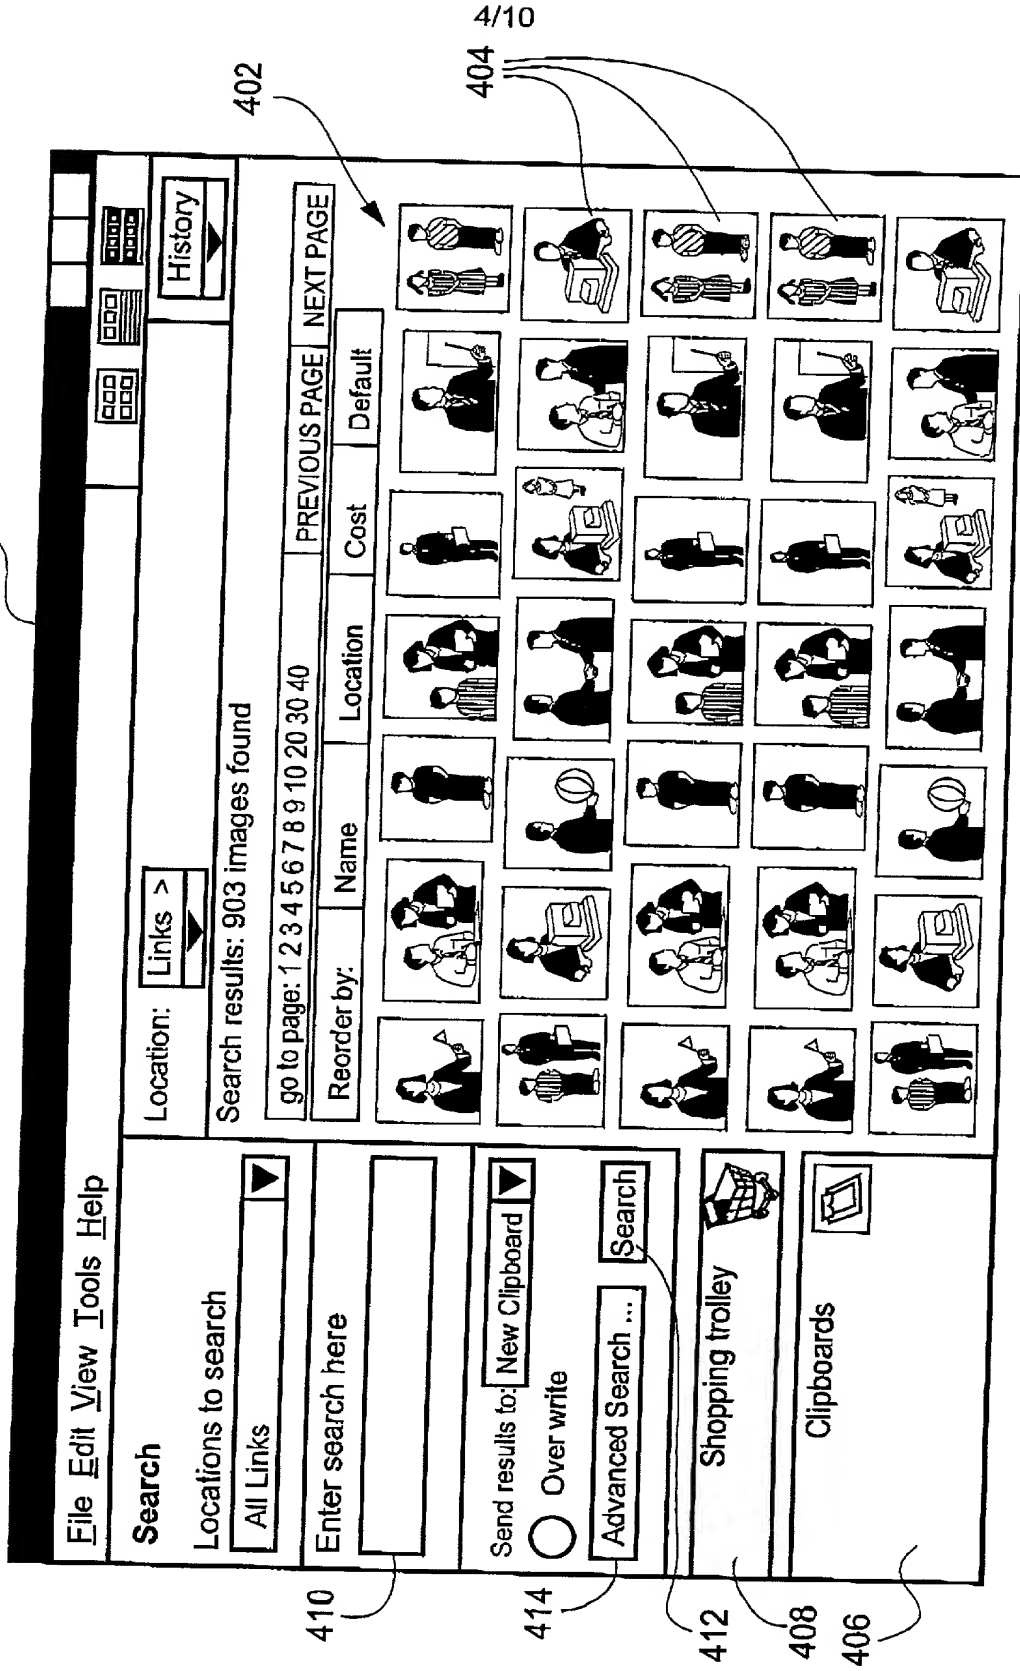 4/10
File Edit View Tools Help
Search
Locations to search
All Links
Enter search here
Send results to: New Clipboard
Over write
Advanced Search ...
Search
Shopping trolley
Clipboards
Location:
Links >
History
Search results: 903 images found
go to page: 1 2 3 4 5 6 7 8 9 10 20 30 40
PREVIOUS PAGE
NEXT PAGE
Reorder by:
Name
Location
Cost
Default
402
404
410
414
412
408
406